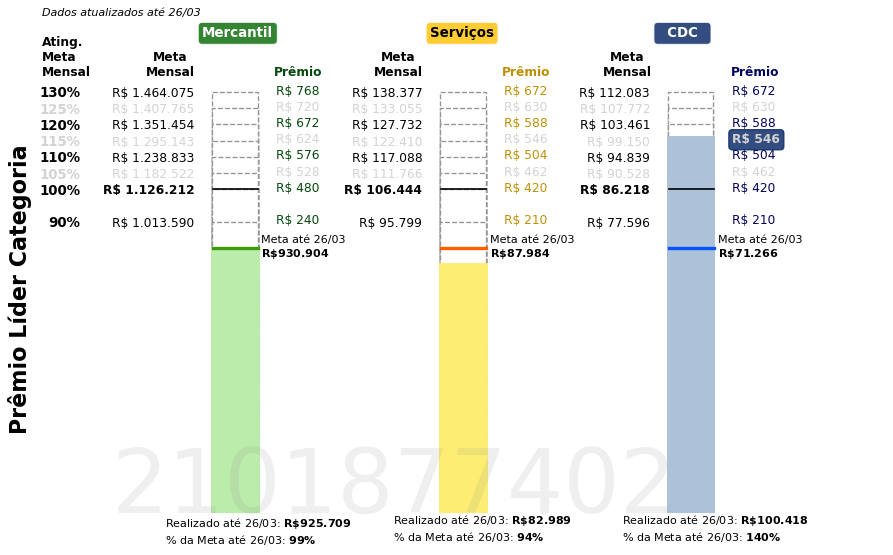 Dados atualizados até 26/03
Mercantil Serviços CDC
Ating. Meta Mensal Meta Mensal Prêmio Meta Mensal Prêmio Meta Mensal Prêmio
130% R$ 1.464.075 R$ 768 R$ 138.377 R$ 672 R$ 112.083 R$ 672
125% R$ 1.407.765 R$ 720 R$ 133.055 R$ 630 R$ 107.772 R$ 630
120% R$ 1.351.454 R$ 672 R$ 127.732 R$ 588 R$ 103.461 R$ 588
115% R$ 1.295.143 R$ 624 R$ 122.410 R$ 546 R$ 99.150 R$ 546
110% R$ 1.238.833 R$ 576 R$ 117.088 R$ 504 R$ 94.839 R$ 504
105% R$ 1.182.522 R$ 528 R$ 111.766 R$ 462 R$ 90.528 R$ 462
100% R$ 1.126.212 R$ 480 R$ 106.444 R$ 420 R$ 86.218 R$ 420
90% R$ 1.013.590 R$ 240 R$ 95.799 R$ 210 R$ 77.596 R$ 210
Meta até 26/03 Meta até 26/03 Meta até 26/03
R$930.904 R$87.984 R$71.266
Prêmio Líder Categoria
2101877402
Realizado até 26/03: R$925.709 Realizado até 26/03: R$82.989 Realizado até 26/03: R$100.418
% da Meta até 26/03: 99% % da Meta até 26/03: 94% % da Meta até 26/03: 140%